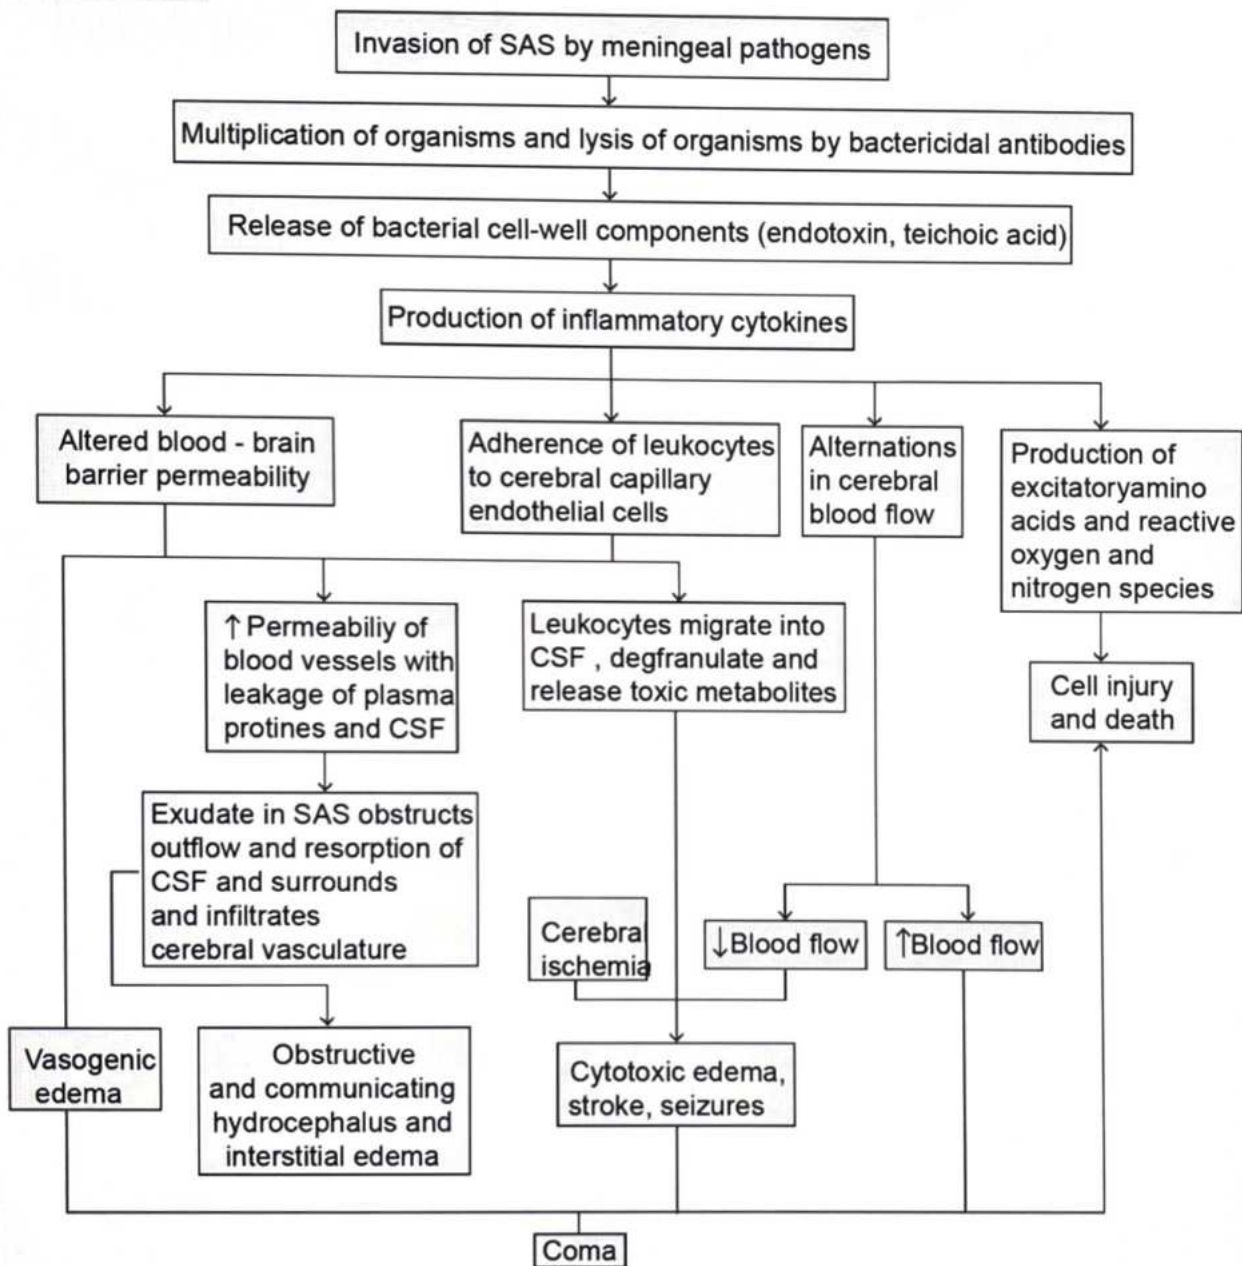 Invasion of SAS by meningeal pathogens
Multiplication of organisms and lysis of organisms by bactericidal antibodies
Release of bacterial cell-well components (endotoxin, teichoic acid)
Production of inflammatory cytokines
Altered blood - brain
barrier permeability
Adherence of leukocytes
to cerebral capillary
endothelial cells
Alternations
in cerebral
blood flow
Production of
excitatoryamino
acids and reactive
oxygen and
nitrogen species
↑ Permeabiliy of
blood vessels with
leakage of plasma
protines and CSF
Leukocytes migrate into
CSF , degfranulate and
release toxic metabolites
Cell injury
and death
Exudate in SAS obstructs
outflow and resorption of
CSF and surrounds
and infiltrates
cerebral vasculature
Cerebral
ischemia
↓Blood flow
↑Blood flow
Vasogenic
edema
Obstructive
and communicating
hydrocephalus and
interstitial edema
Cytotoxic edema,
stroke, seizures
Coma